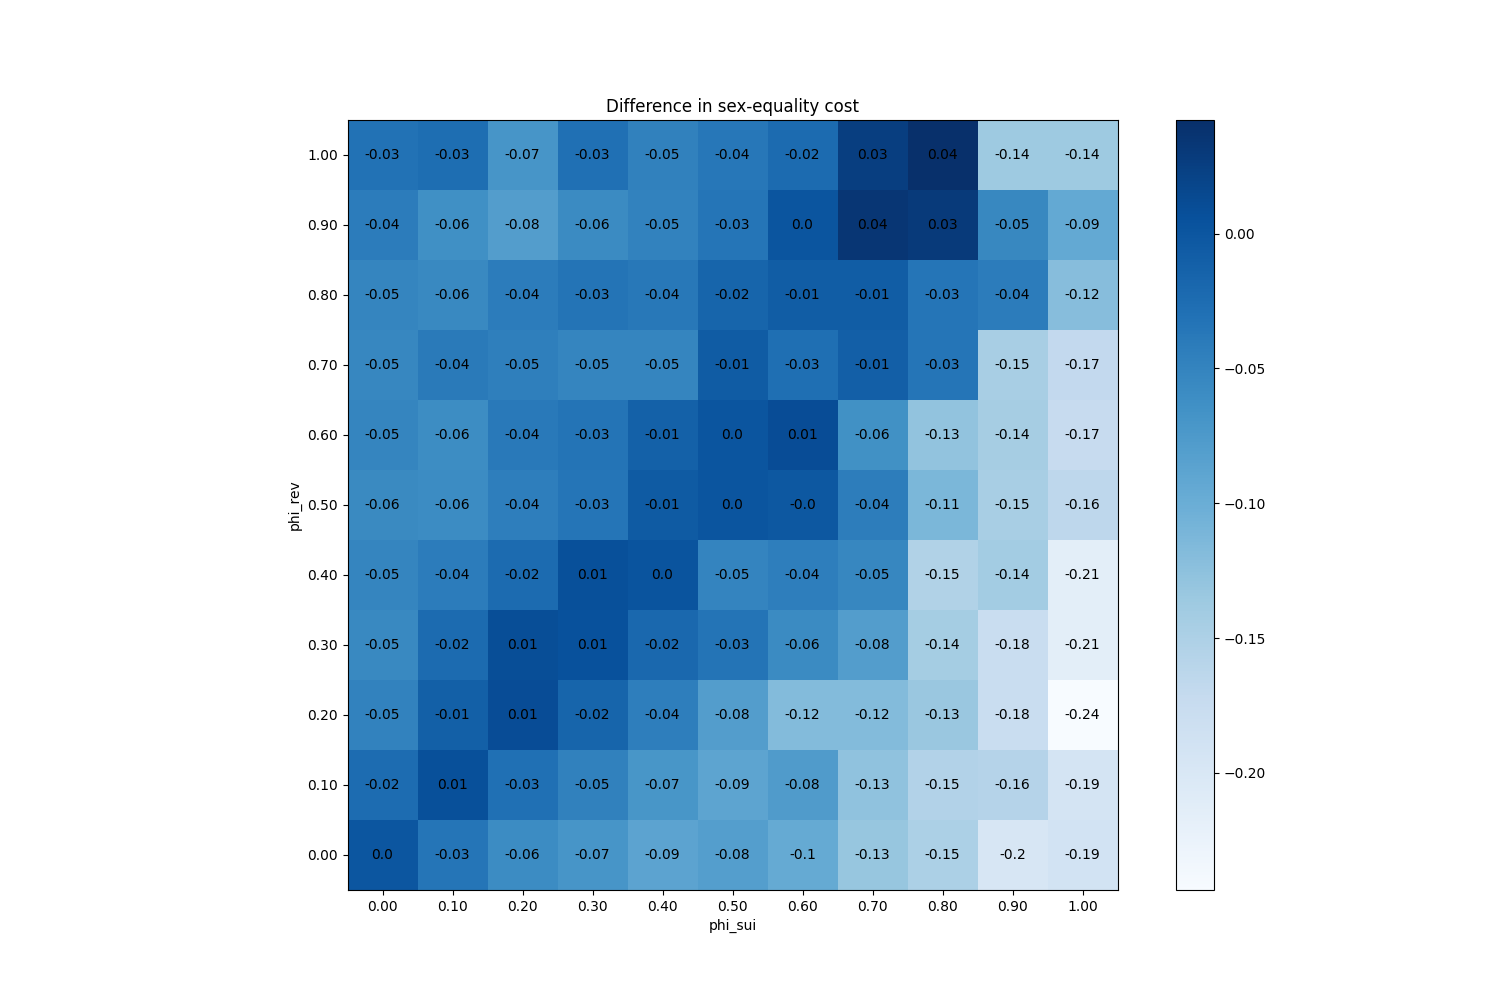 Difference in sex-equality cost
1.00 -0.03 -0.03 -0.07 -0.03 -0.05 -0.04 -0.02 0.03 0.04 -0.14 -0.14
0.90 -0.04 -0.06 -0.08 -0.06 -0.05 -0.03 0.0 0.04 0.03 -0.05 -0.09
0.00
0.80 -0.05 -0.06 -0.04 -0.03 -0.04 -0.02 -0.01 -0.01 -0.03 -0.04 -0.12
0.70 -0.05 -0.04 -0.05 -0.05 -0.05 -0.01 -0.03 -0.01 -0.03 -0.15 -0.17
−0.05
0.60 -0.05 -0.06 -0.04 -0.03 -0.01 0.0 0.01 -0.06 -0.13 -0.14 -0.17
phi_rev
0.50 -0.06 -0.06 -0.04 -0.03 -0.01 0.0 -0.0 -0.04 -0.11 -0.15 -0.16
−0.10
0.40 -0.05 -0.04 -0.02 0.01 0.0 -0.05 -0.04 -0.05 -0.15 -0.14 -0.21
0.30 -0.05 -0.02 0.01 0.01 -0.02 -0.03 -0.06 -0.08 -0.14 -0.18 -0.21
−0.15
0.20 -0.05 -0.01 0.01 -0.02 -0.04 -0.08 -0.12 -0.12 -0.13 -0.18 -0.24
0.10 -0.02 0.01 -0.03 -0.05 -0.07 -0.09 -0.08 -0.13 -0.15 -0.16 -0.19
−0.20
0.00 0.0 -0.03 -0.06 -0.07 -0.09 -0.08 -0.1 -0.13 -0.15 -0.2 -0.19
0.00 0.10 0.20 0.30 0.40 0.50 0.60 0.70 0.80 0.90 1.00
phi_sui